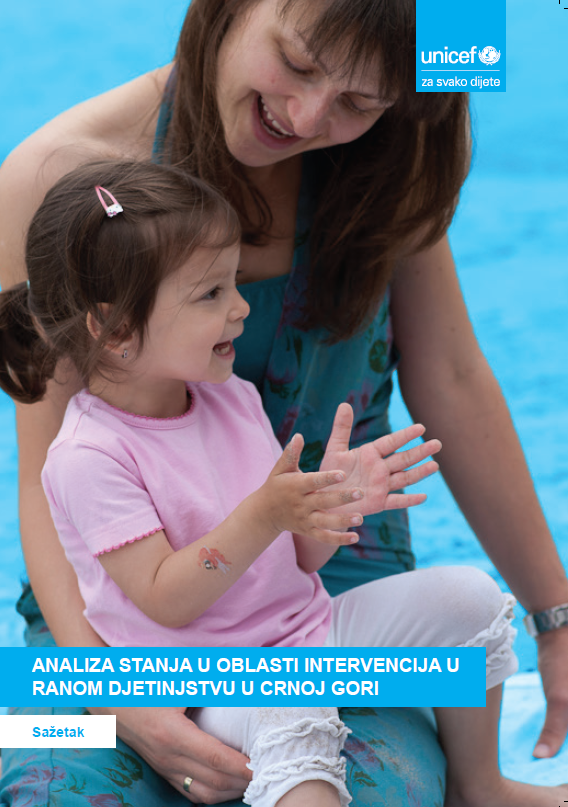 unicef
za svako dijete
ANALIZA STANJA U OBLASTI INTERVENCIJA U
RANOM DJETINJSTVU U CRNOJ GORI
Sažetak